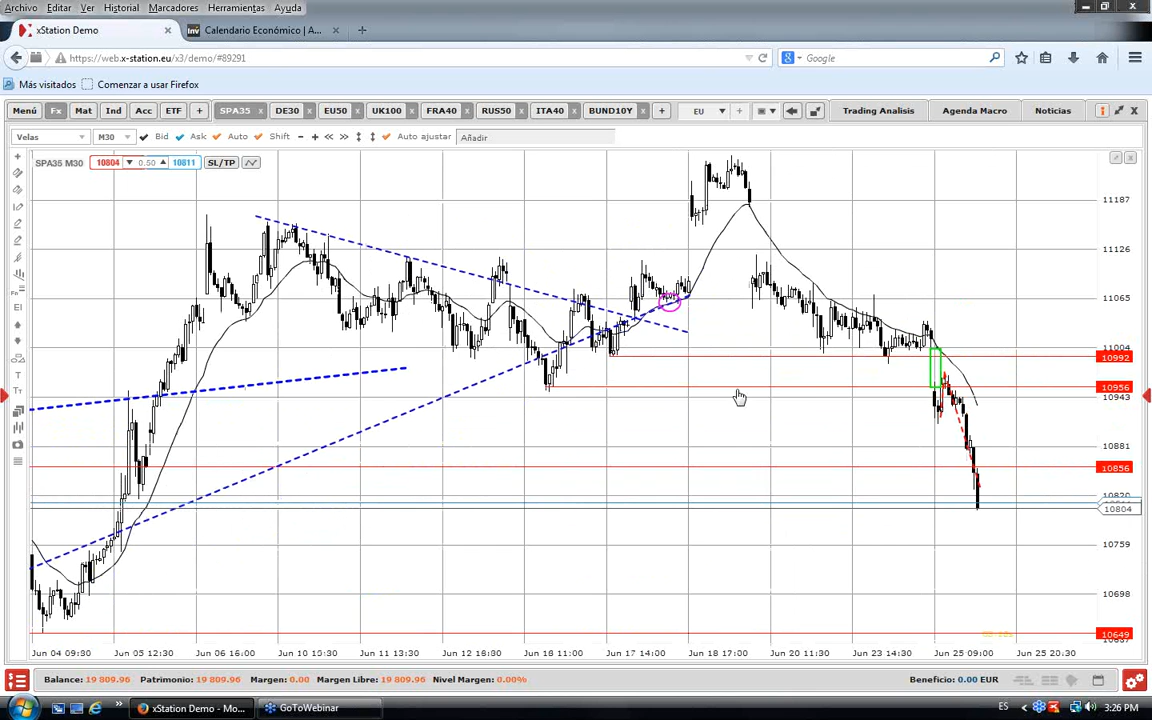 Archivo Editar Ver Historial Marcadores Herramientas Ayuda
xStation Demo × Inv Calendario Económico | A... × +
https://web.x-station.eu/x3/demo/#89291 Google
Más visitados Comenzar a usar Firefox
Menú Fx Mat Ind Acc ETF + SPA35 x DE30 x EU50 x UK100 x FRA40 x RUS50 x ITA40 x BUND10Y x + EU Trading Analisis Agenda Macro Noticias
Velas M30 Bid Ask Auto Shift Auto ajustar Añadir
SPA35 M30 10804 0.50 10811 SL/TP
11187
11126
11065
11004
10992
10956
10943
10881
10856
10820
10804
10759
10698
10649
Jun 04 09:30 Jun 05 12:30 Jun 06 16:00 Jun 10 15:30 Jun 11 13:30 Jun 12 16:30 Jun 16 11:00 Jun 17 14:00 Jun 18 17:00 Jun 20 11:30 Jun 23 14:30 Jun 25 09:00 Jun 25 20:30
Balance: 19 809.96 Patrimonio: 19 809.96 Margen: 0.00 Margen Libre: 19 809.96 Nivel Margen: 0.00% Beneficio: 0.00 EUR
xStation Demo - Mo... GoToWebinar ES 3:26 PM